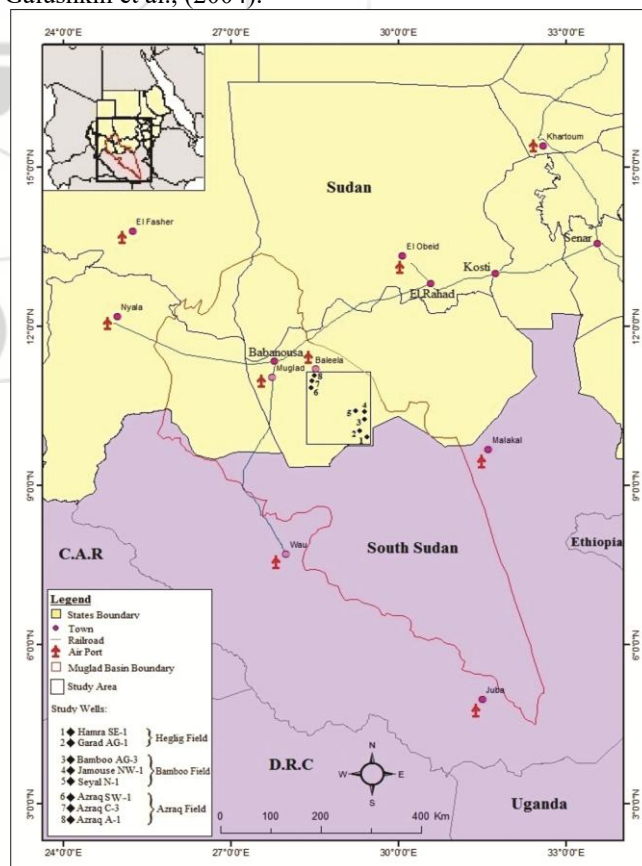 Galushkin et al., (2004).
24°0'0"E 27°0'0"E 30°0'0"E 33°0'0"E
15°0'0"N
12°0'0"N
9°0'0"N
6°0'0"N
3°0'0"N
Khartoum
Sudan
El Fasher
El Obeid
Senar
Kosti
El Rahad
Nyala
Babanousa
Baleela
Muglad
8
7
6
5
4
3
2
1
Malakal
C.A.R
South Sudan
Ethiopia
Wau
Juba
D.R.C
Uganda
Legend
States Boundary
Town
Railroad
Air Port
Muglad Basin Boundary
Study Area
Study Wells:
1 Hamra SE-1
2 Garad AG-1
Heglig Field
3 Bamboo AG-3
4 Jamouse NW-1
5 Seyal N-1
Bamboo Field
6 Azraq SW-1
7 Azraq C-3
8 Azraq A-1
Azraq Field
N
W E
S
0 100 200 300 400 Km
24°0'0"E 27°0'0"E 30°0'0"E 33°0'0"E
15°0'0"N
12°0'0"N
9°0'0"N
6°0'0"N
3°0'0"N